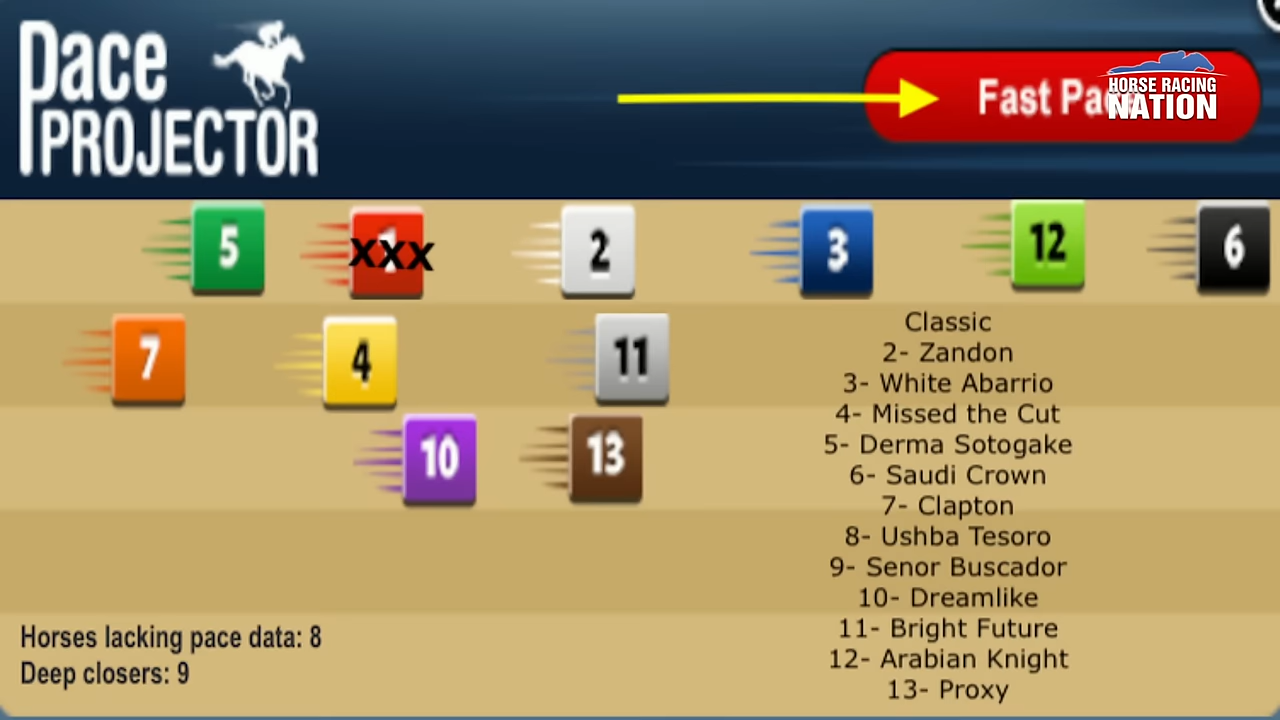 Pace
PROJECTOR
Fast
HORSE RACING
NATION
5
xxx
2
3
12
6
7
4
11
10
13
Classic
2- Zandon
3- White Abarrio
4- Missed the Cut
5- Derma Sotogake
6- Saudi Crown
7- Clapton
8- Ushba Tesoro
9- Senor Buscador
10- Dreamlike
11- Bright Future
12- Arabian Knight
13- Proxy
Horses lacking pace data: 8
Deep closers: 9